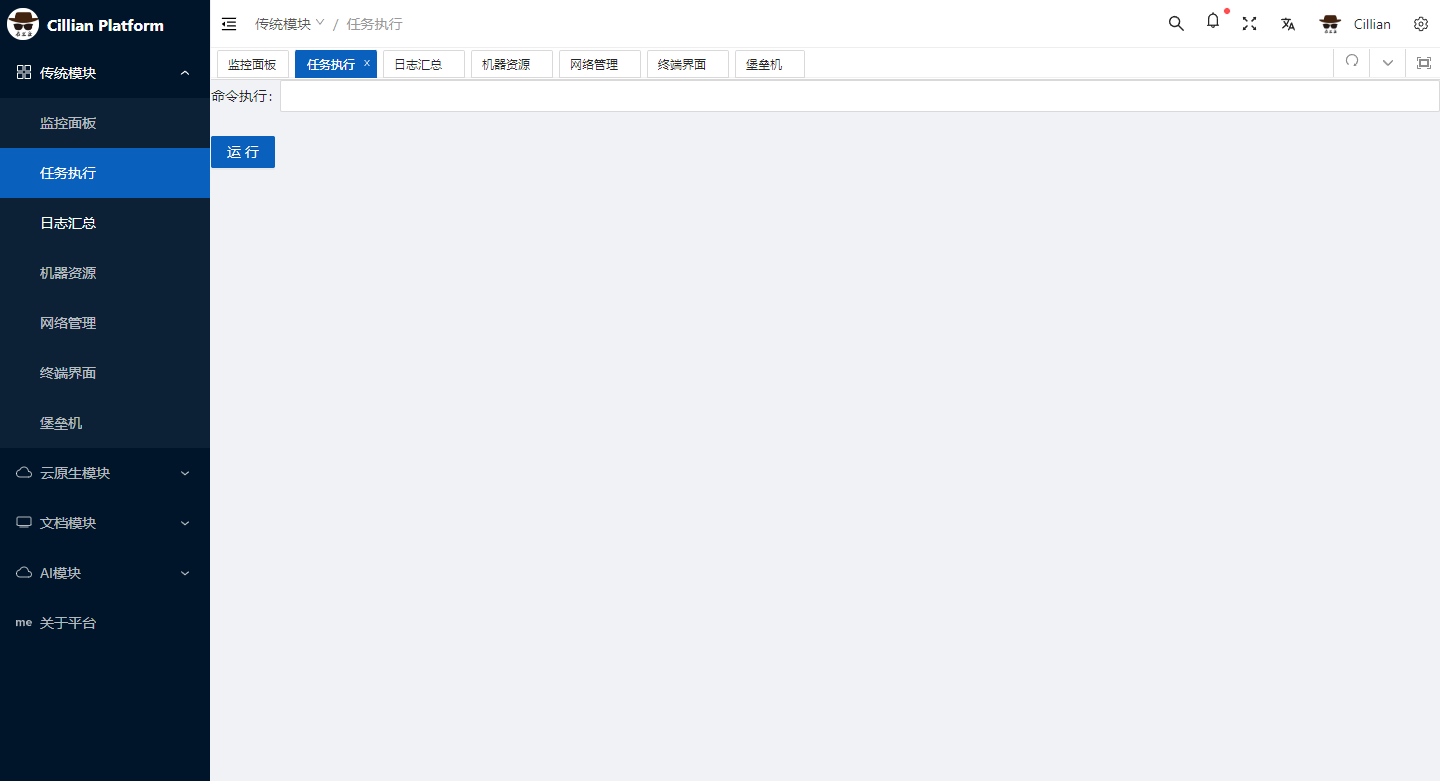 Cillian Platform
传统模块
监控面板
任务执行
日志汇总
机器资源
网络管理
终端界面
堡垒机
云原生模块
文档模块
AI模块
me 关于平台
传统模块 / 任务执行
Cillian
监控面板 任务执行 x 日志汇总 机器资源 网络管理 终端界面 堡垒机
命令执行：
运 行